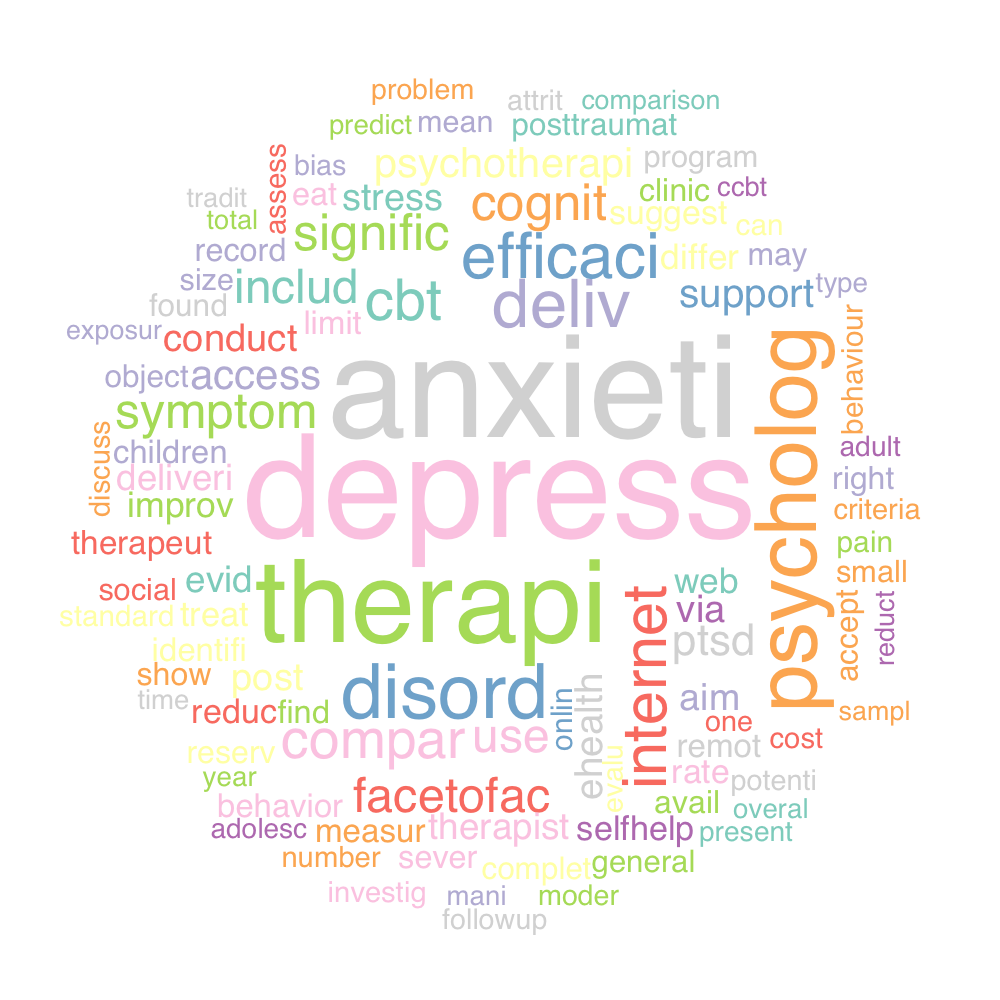 problem
attrit
comparison
predict
mean
posttraumat
assess
bias
psychotherapi
program
tradit
eat
stress
cognit
clinic
ccbt
total
signific
suggest
can
record
efficaci
differ
may
size
includ
cbt
deliv
support
type
found
limit
exposur
conduct
anxieti
psycholog
behaviour
object
access
symptom
discuss
children
depress
adult
deliveri
right
improv
criteria
therapeut
pain
social
evid
therapi
internet
web
small
standard
treat
via
accept
reduct
identifi
ptsd
show
post
disord
onlin
ehealth
aim
time
reduc
find
compar
use
one
sampl
reserv
evalu
remot
cost
year
rate
potenti
behavior
facetofac
avail
overal
adolesc
measur
therapist
selfhelp
present
number
sever
complet
general
investig
mani
moder
followup